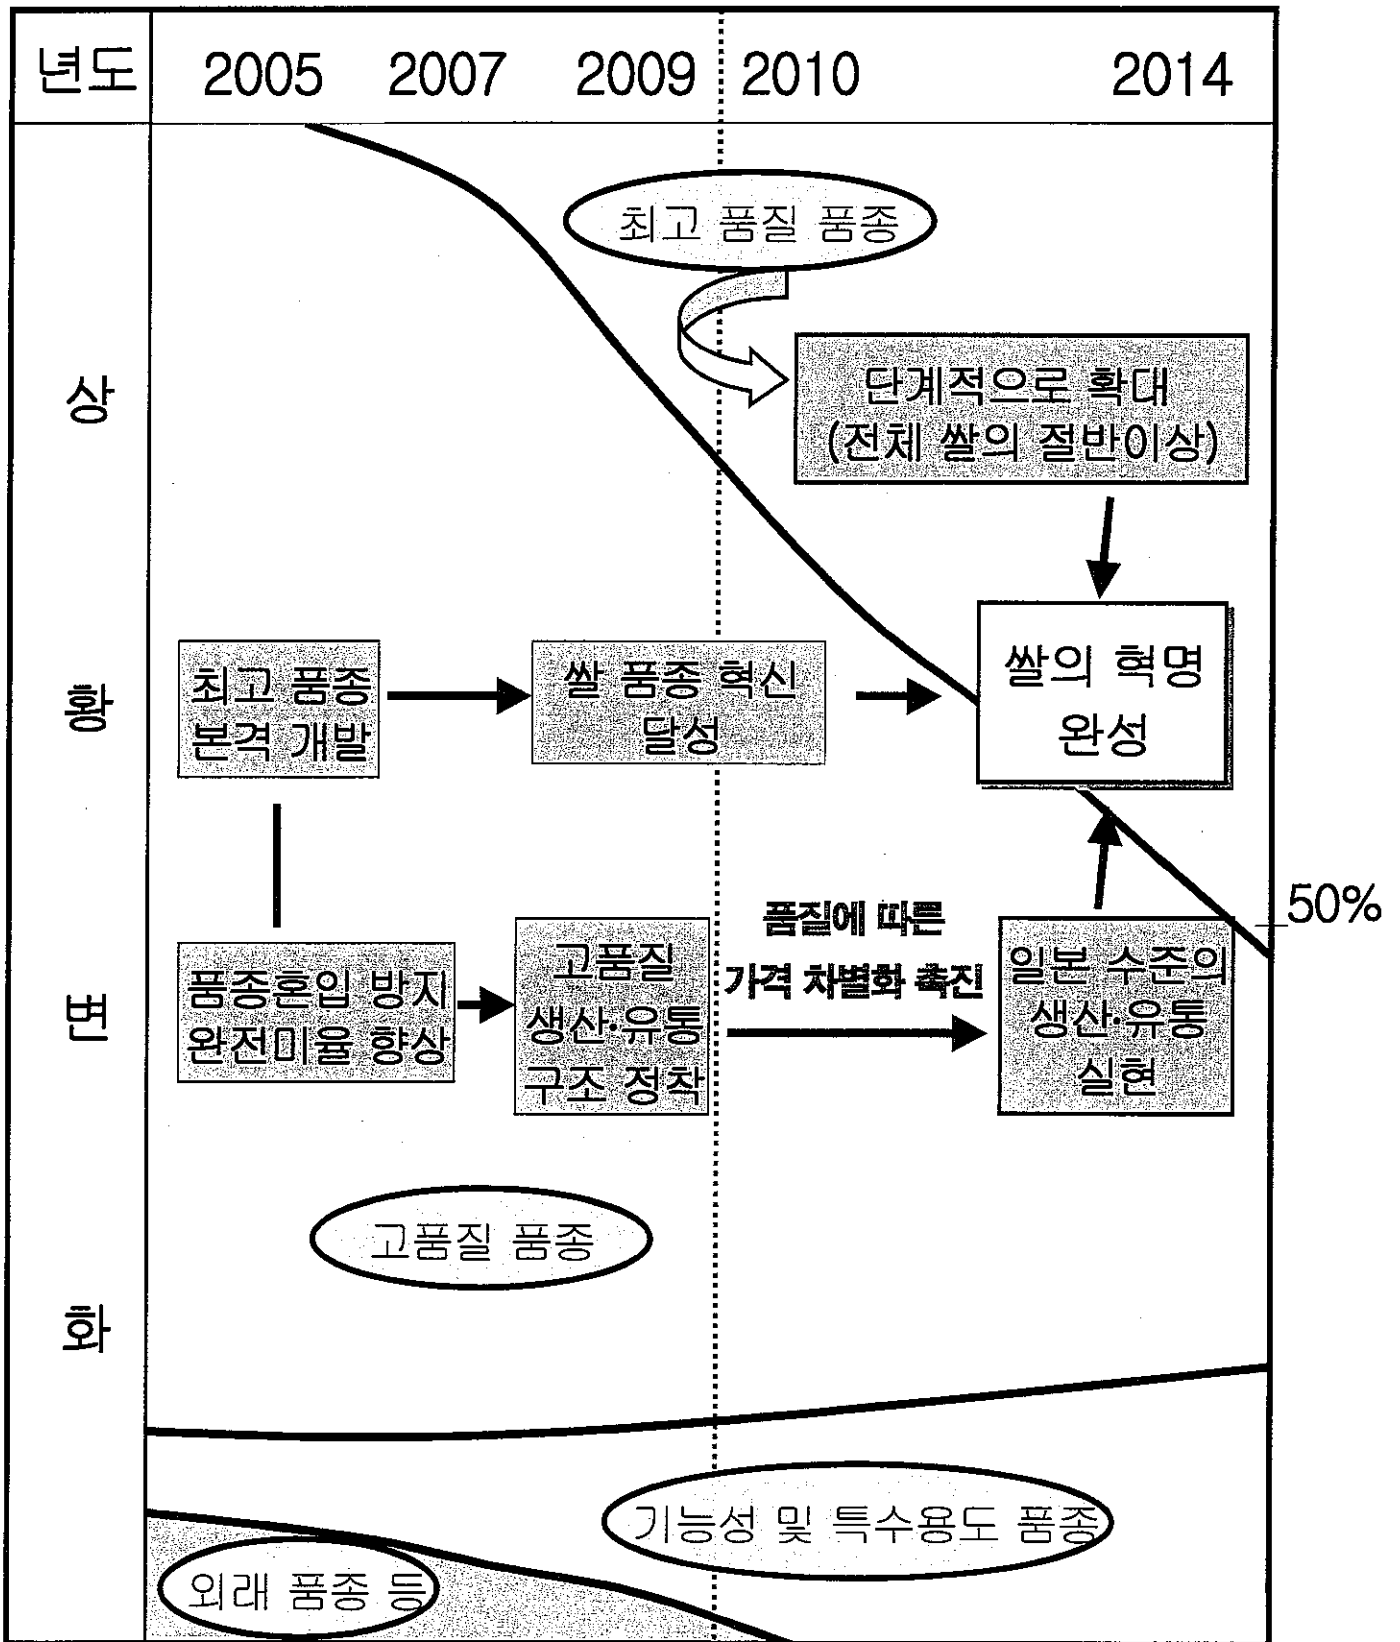 년도 2005 2007 2009 2010 2014
최고 품질 품종
단계적으로 확대
(전체 쌀의 절반이상)
상
황
변
화
최고 품종
본격 개발
쌀 품종 혁신
달성
쌀의 혁명
완성
50%
품종혼입 방지
완전미율 향상
고품질
생산·유통
구조 정착
품질에 따른
가격 차별화 촉진
일본 수준의
생산·유통
실현
고품질 품종
기능성 및 특수용도 품종
외래 품종 등